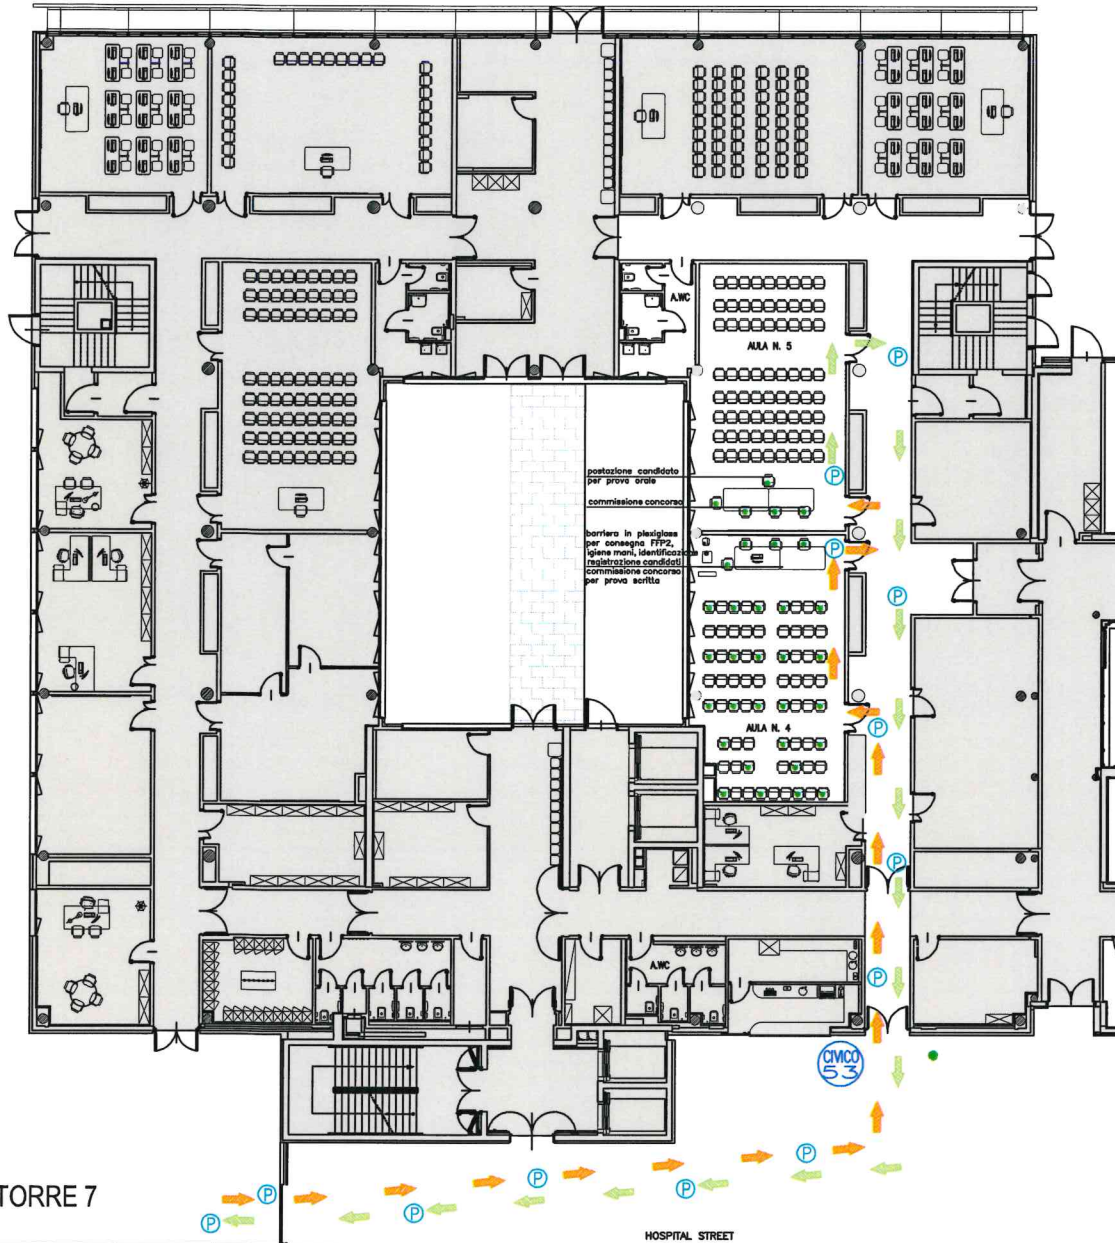 A.WC
AULA N. 5
P
P
postazione candidato
per prova orale
commissione concorso
barriera in plexiglass
per consegna FFP2,
igiene mani, identificazione
registrazione candidati
commissione concorso
per prova scritta
P
P
AULA N. 4
P
P
A.WC
P
CIVICO
53
P
P
P
P
P
P
TORRE 7
HOSPITAL STREET